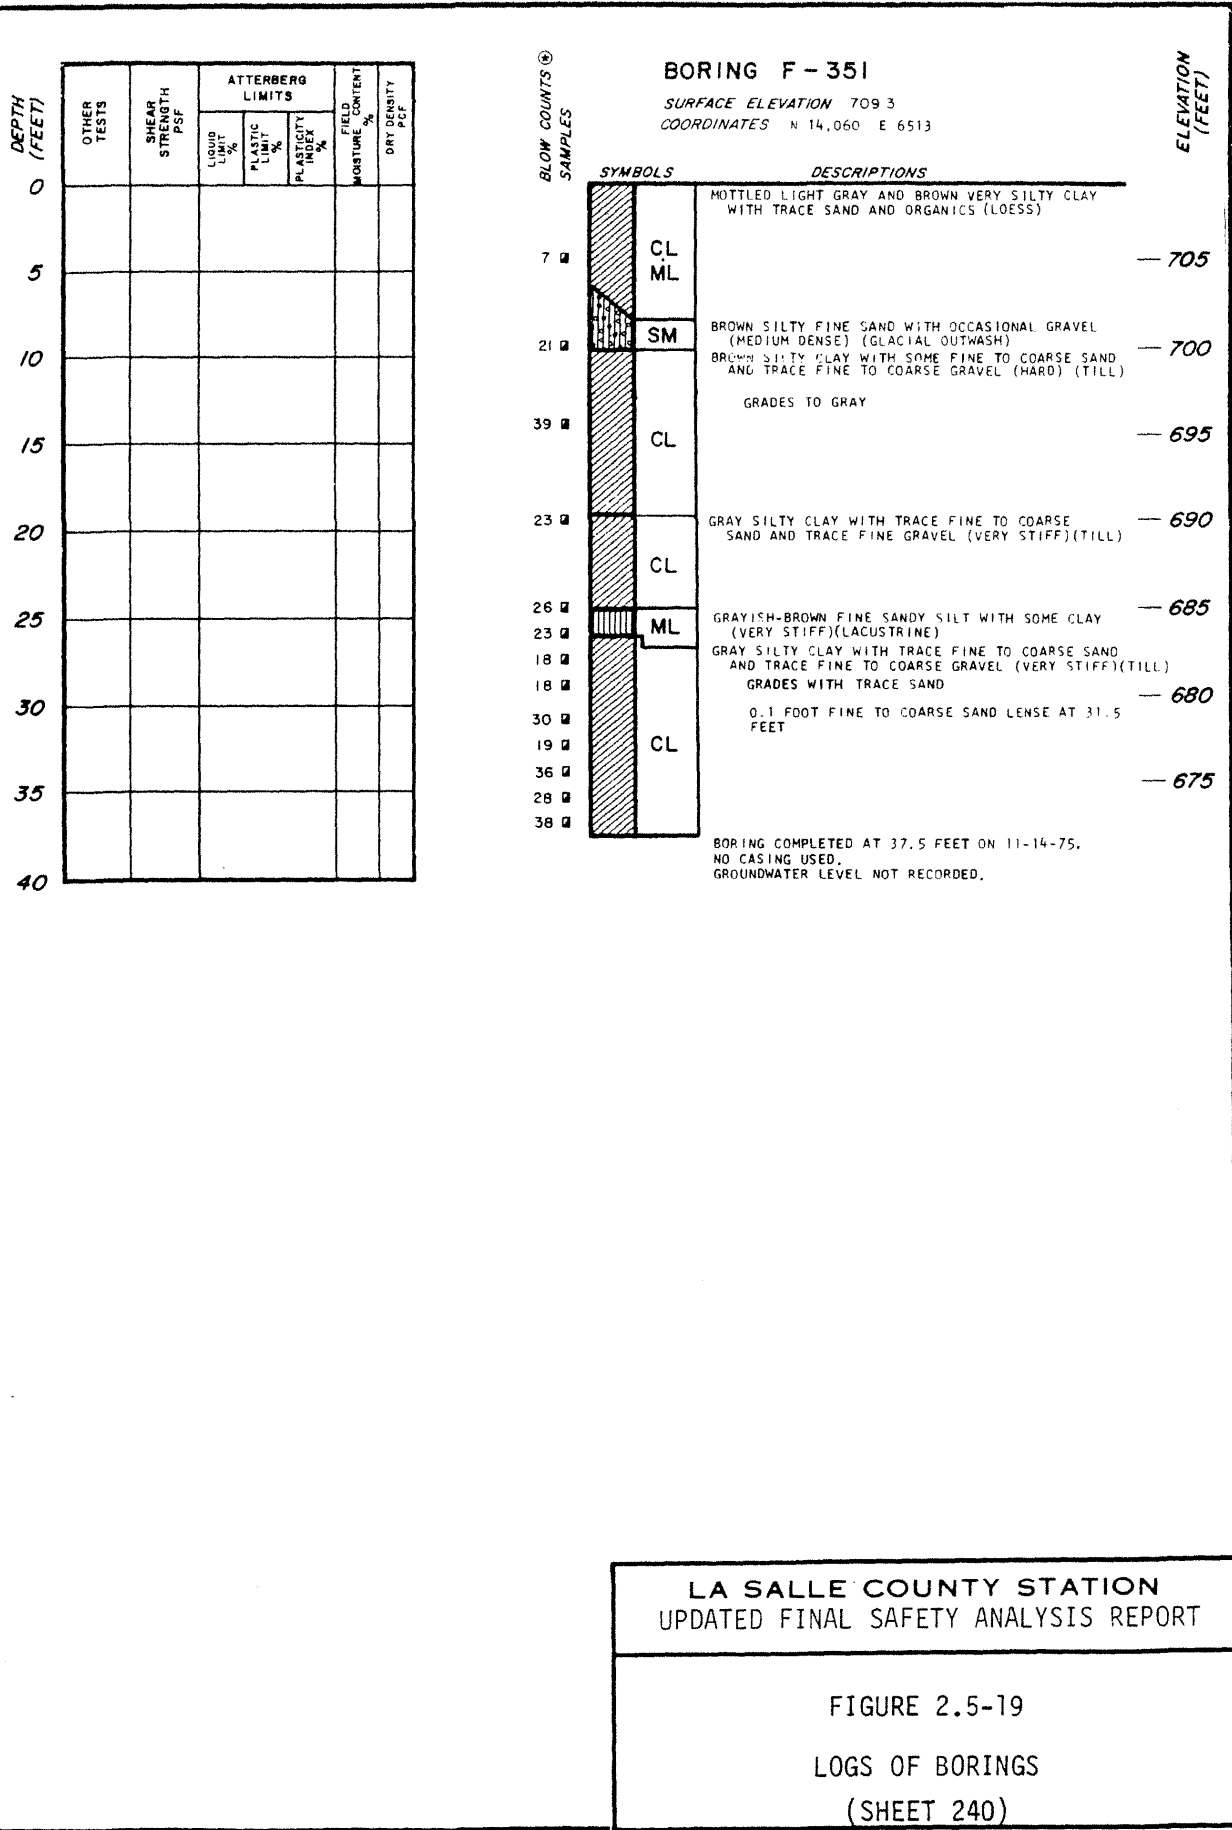 DEPTH
(FEET)
OTHER
TESTS
SHEAR
STRENGTH
PSF
ATTERBERG
LIMITS
LIQUID
LIMIT
%
PLASTIC
LIMIT
%
PLASTICITY
INDEX
%
FIELD
MOISTURE CONTENT
%
DRY DENSITY
PCF
0
5
10
15
20
25
30
35
40
BLOW COUNTS
SAMPLES
BORING F-351
SURFACE ELEVATION 709 3
COORDINATES N 14,060 E 6513
ELEVATION
(FEET)
SYMBOLS
DESCRIPTIONS
MOTTLED LIGHT GRAY AND BROWN VERY SILTY CLAY
WITH TRACE SAND AND ORGANICS (LOESS)
7
CL
ML
— 705
21
SM
BROWN SILTY FINE SAND WITH OCCASIONAL GRAVEL
(MEDIUM DENSE) (GLACIAL OUTWASH)
— 700
BROWN SILTY CLAY WITH SOME FINE TO COARSE SAND
AND TRACE FINE TO COARSE GRAVEL (HARD) (TILL)
GRADES TO GRAY
39
CL
— 695
23
GRAY SILTY CLAY WITH TRACE FINE TO COARSE
SAND AND TRACE FINE GRAVEL (VERY STIFF)(TILL)
— 690
CL
26
— 685
23
ML
GRAYISH-BROWN FINE SANDY SILT WITH SOME CLAY
(VERY STIFF)(LACUSTRINE)
18
GRAY SILTY CLAY WITH TRACE FINE TO COARSE SAND
AND TRACE FINE TO COARSE GRAVEL (VERY STIFF)(TILL)
18
GRADES WITH TRACE SAND
— 680
30
0.1 FOOT FINE TO COARSE SAND LENSE AT 31.5
FEET
19
CL
36
— 675
28
38
BORING COMPLETED AT 37.5 FEET ON 11-14-75.
NO CASING USED.
GROUNDWATER LEVEL NOT RECORDED.
LA SALLE COUNTY STATION
UPDATED FINAL SAFETY ANALYSIS REPORT
FIGURE 2.5-19
LOGS OF BORINGS
(SHEET 240)